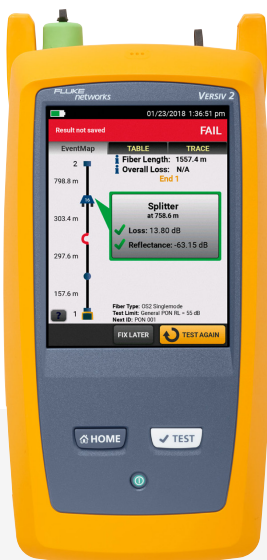 FLUKE
networks
VERSIV 2
01/23/2018 1:36:51 pm
Result not saved
FAIL
EventMap
TABLE
TRACE
Fiber Length: 1557.4 m
Overall Loss: N/A
End 1
2
798.8 m
Splitter
at 758.6 m
Loss: 13.80 dB
Reflectance: -63.15 dB
303.4 m
297.6 m
157.6 m
1
?
Fiber Type: OS2 Singlemode
Test Limit: General PON RL = 55 dB
Next ID: PON 001
FIX LATER
TEST AGAIN
HOME
TEST